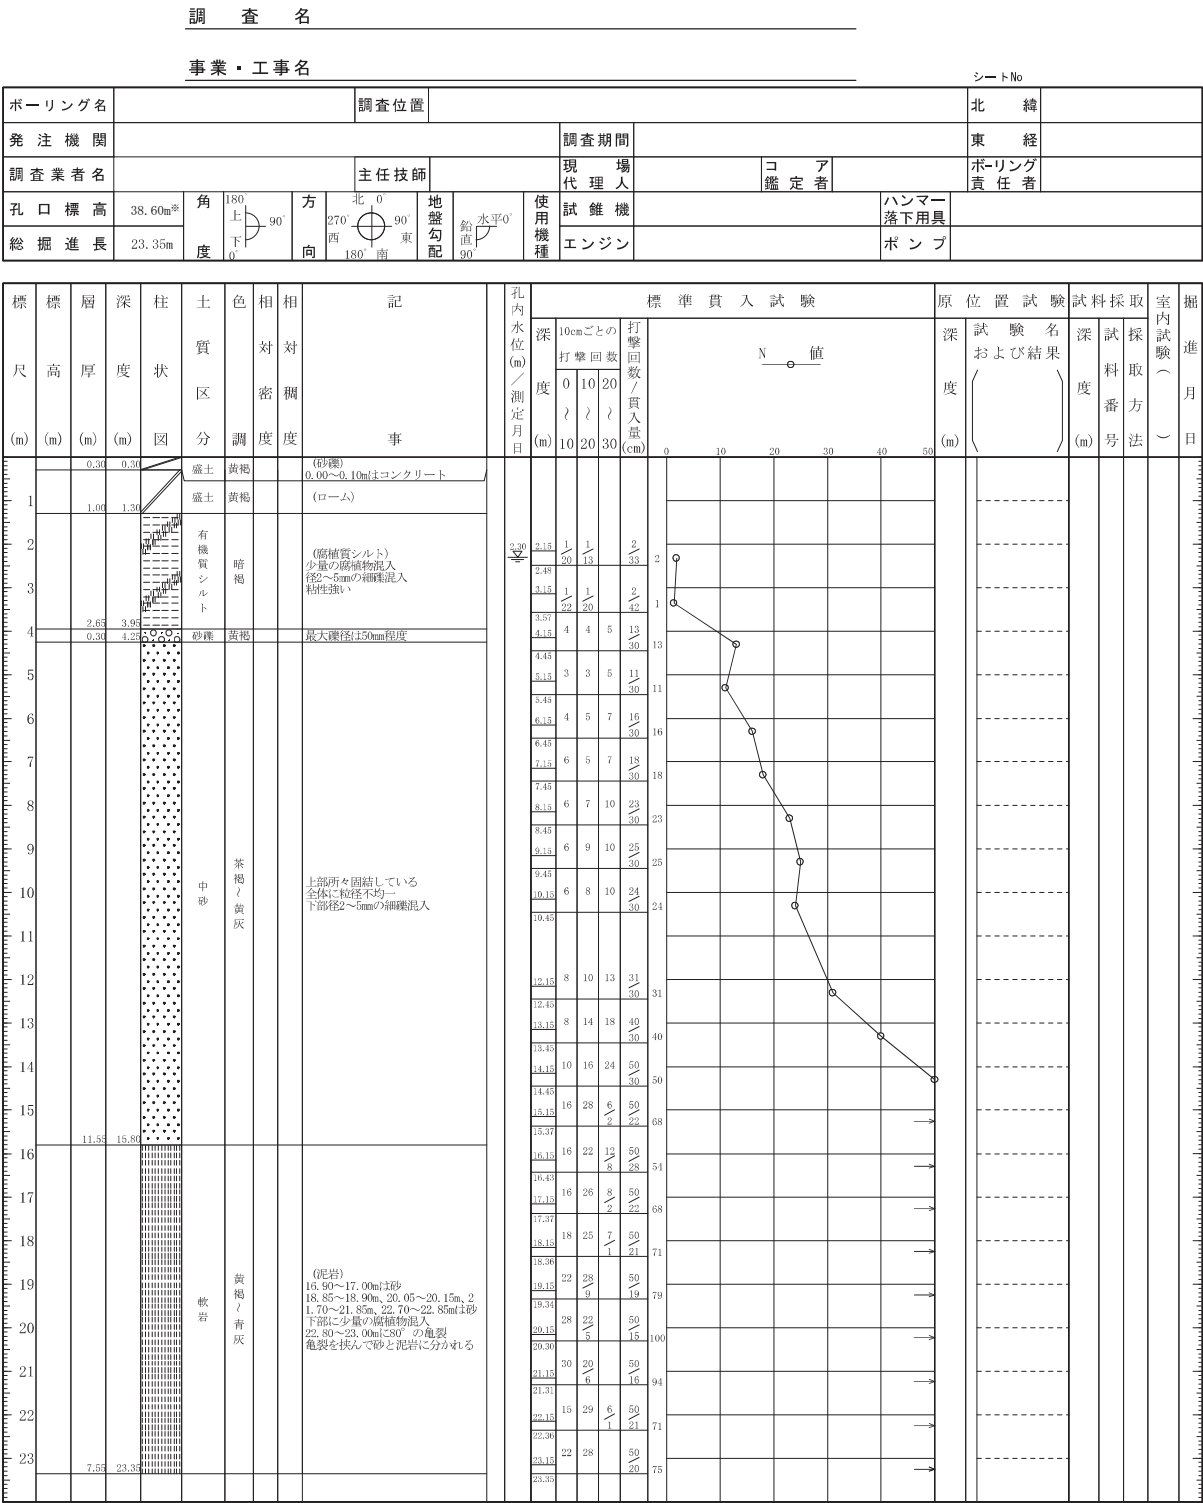 調査名
事業・工事名
シートNo
ボーリング名 調査位置 北緯
発注機関 調査期間 東経
調査業者名 主任技師 現場代理人 コア鑑定者 ボーリング責任者
孔口標高 38.60m※ 角度 180° 上 90° 下 0° 方向 北 0° 270° 90° 西 東 180° 南 地盤勾配 水平0° 鉛直90° 使用機種 試錐機 ハンマー落下用具
総掘進長 23.35m エンジン ポンプ
標尺(m) 標高(m) 層厚(m) 深度(m) 柱状図 土質区分 色調 相対密度 相対稠度 記事 孔内水位(m)/測定月日 標準貫入試験 原位置試験 試料採取 室内試験( ) 掘進月日
深度(m) 10cmごとの打撃回数 0~10 10~20 20~30 打撃回数/貫入量(cm) N 値 深度(m) 試験名および結果 深度(m) 試料番号 採取方法
0 10 20 30 40 50
0.30 0.30 盛土 黄褐 (砂礫)
0.00~0.10mはコンクリート
1
1.00 1.30 盛土 黄褐 (ローム)
2
3
2.65 3.95 有機質シルト 暗褐 (腐植質シルト)
少量の腐植物混入
径2~5mmの細礫混入
粘性強い
2.30
4
0.30 4.25 砂礫 黄褐 最大礫径は50mm程度
5
6
7
8
9
10
11
12
13
14
15
11.55 15.80 中砂 茶褐~黄灰 上部所々固結している
全体に粒径不均一
下部径2~5mmの細礫混入
16
17
18
19
20
21
22
23
7.55 23.35 軟岩 黄褐~青灰 (泥岩)
16.90~17.00mは砂
18.85~18.90m、20.05~20.15m、2
1.70~21.85m、22.70~22.85mは砂
下部に少量の腐植物混入
22.80~23.00mに80°の亀裂
亀裂を挟んで砂と泥岩に分かれる
2.15 1/20 1/13 2/33 2
2.48
3.15 1/22 1/20 2/42 1
3.57
4.15 4 4 5 13/30 13
4.45
5.15 3 3 5 11/30 11
5.45
6.15 4 5 7 16/30 16
6.45
7.15 6 5 7 18/30 18
7.45
8.15 6 7 10 23/30 23
8.45
9.15 6 9 10 25/30 25
9.45
10.15 6 8 10 24/30 24
10.45
12.15 8 10 13 31/30 31
12.45
13.15 8 14 18 40/30 40
13.45
14.15 10 16 24 50/30 50
14.45
15.15 16 28 6/2 50/22 68
15.37
16.15 16 22 12/8 50/28 54
16.43
17.15 16 26 8/2 50/22 68
17.37
18.15 18 25 7/1 50/21 71
18.36
19.15 22 28/9 50/19 79
19.34
20.15 28 22/5 50/15 100
20.30
21.15 30 20/6 50/16 94
21.31
22.15 15 29 6/1 50/21 71
22.36
23.15 22 28 50/20 75
23.35